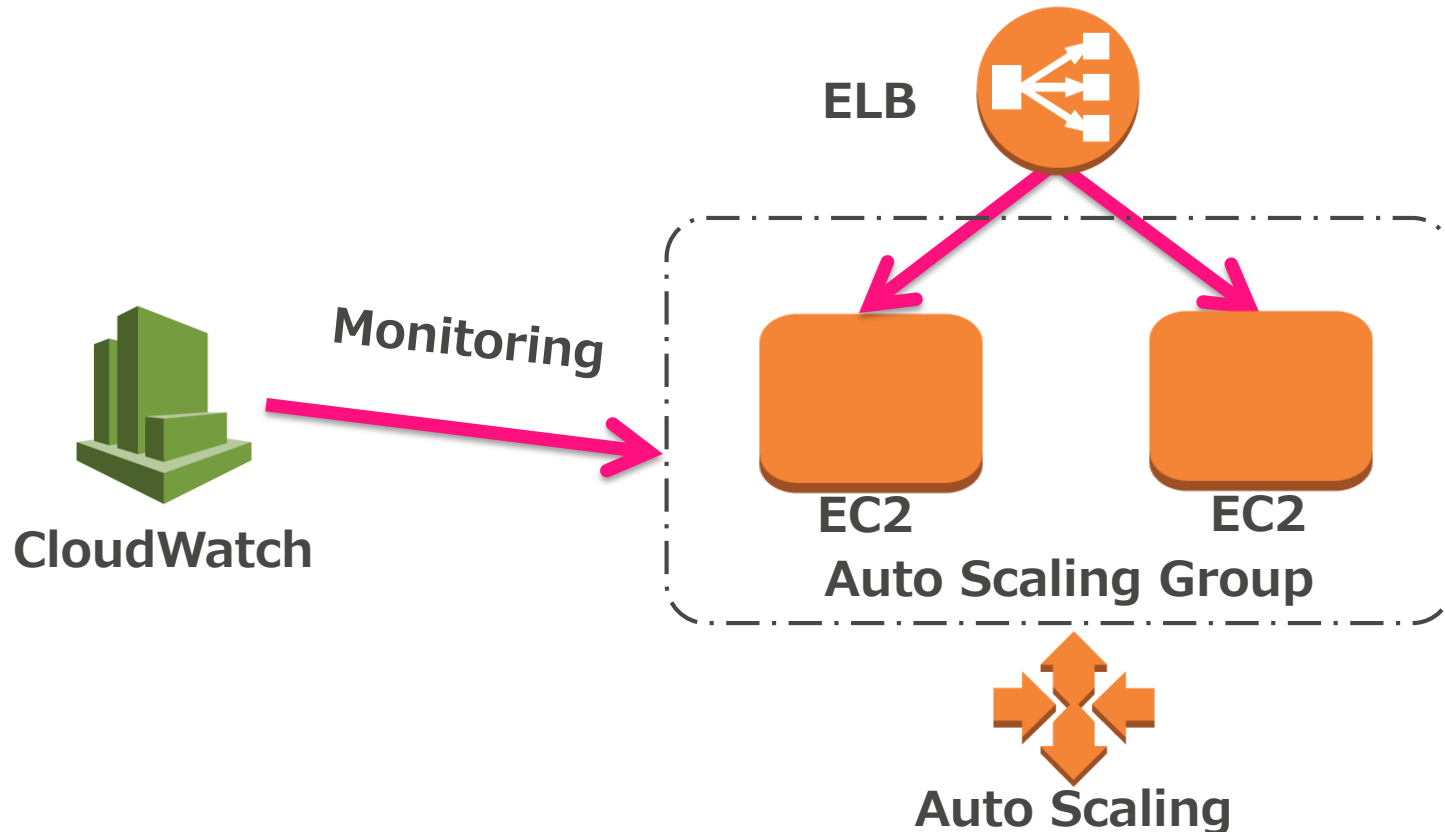 ELB
Monitoring
CloudWatch
EC2
EC2
Auto Scaling Group
Auto Scaling